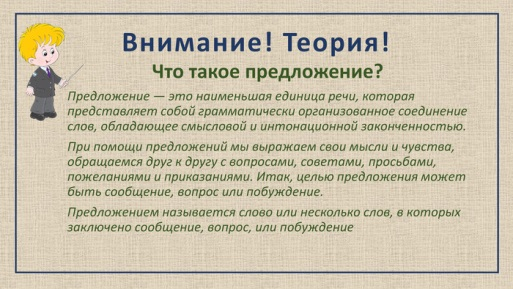 Внимание! Теория!
Что такое предложение?
Предложение — это наименьшая единица речи, которая
представляет собой грамматически организованное соединение
слов, обладающее смысловой и интонационной законченностью.
При помощи предложений мы выражаем свои мысли и чувства,
обращаемся друг к другу с вопросами, советами, просьбами,
пожеланиями и приказаниями. Итак, целью предложения может
быть сообщение, вопрос или побуждение.
Предложением называется слово или несколько слов, в которых
заключено сообщение, вопрос, или побуждение